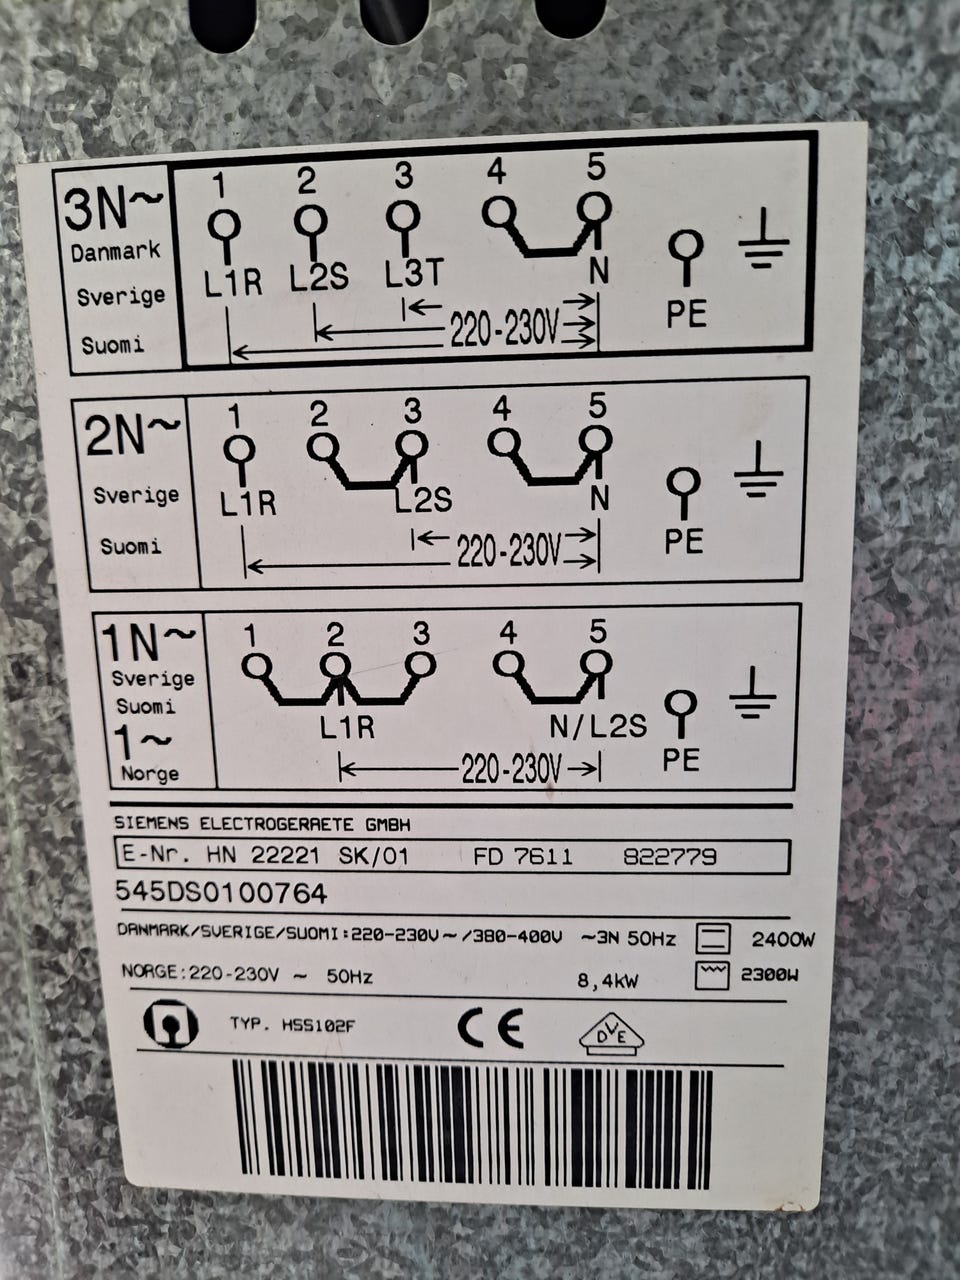 3N~
Danmark
Sverige
Suomi
1 2 3 4 5
L1R L2S L3T N
PE
220-230V
2N~
Sverige
Suomi
1 2 3 4 5
L1R L2S N
PE
220-230V
1N~
Sverige
Suomi
1~
Norge
1 2 3 4 5
L1R N/L2S
PE
220-230V
SIEMENS ELECTROGERAETE GMBH
E-Nr. HN 22221 SK/01 FD 7611 822779
545DS0100764
DANMARK/SVERIGE/SUOMI:220-230V~/380-400V ~3N 50Hz 2400W
NORGE:220-230V ~ 50Hz 8,4kW 2300W
TYP. HSS102F CE DVE